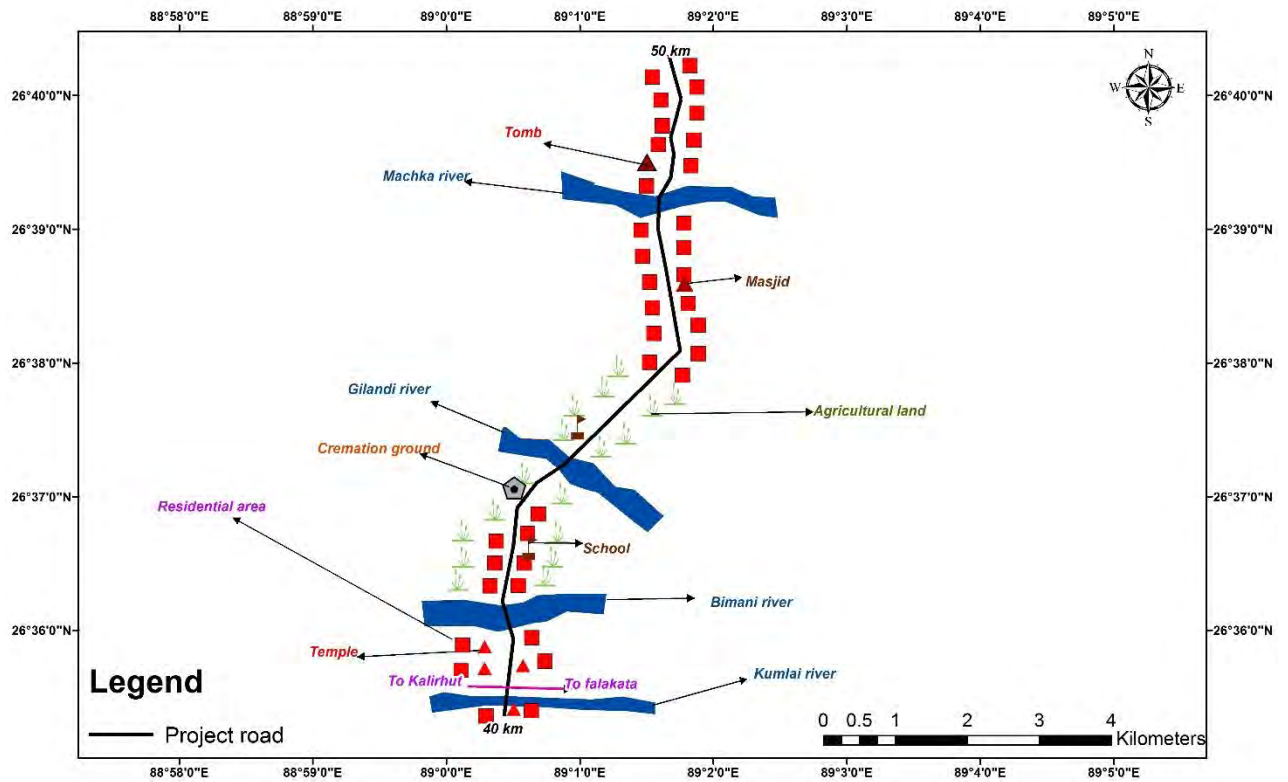 88°58'0"E 88°59'0"E 89°0'0"E 89°1'0"E 89°2'0"E 89°3'0"E 89°4'0"E 89°5'0"E
50 km
N
W E
S
26°40'0"N 26°40'0"N
Tomb
Machka river
26°39'0"N 26°39'0"N
Masjid
26°38'0"N 26°38'0"N
Gilandi river
Agricultural land
Cremation ground
26°37'0"N 26°37'0"N
Residential area
School
Bimani river
26°36'0"N 26°36'0"N
Temple
Legend
To Kalirhut To falakata
Kumlai river
40 km
Project road
0 0.5 1 2 3 4
Kilometers
88°58'0"E 88°59'0"E 89°0'0"E 89°1'0"E 89°2'0"E 89°3'0"E 89°4'0"E 89°5'0"E